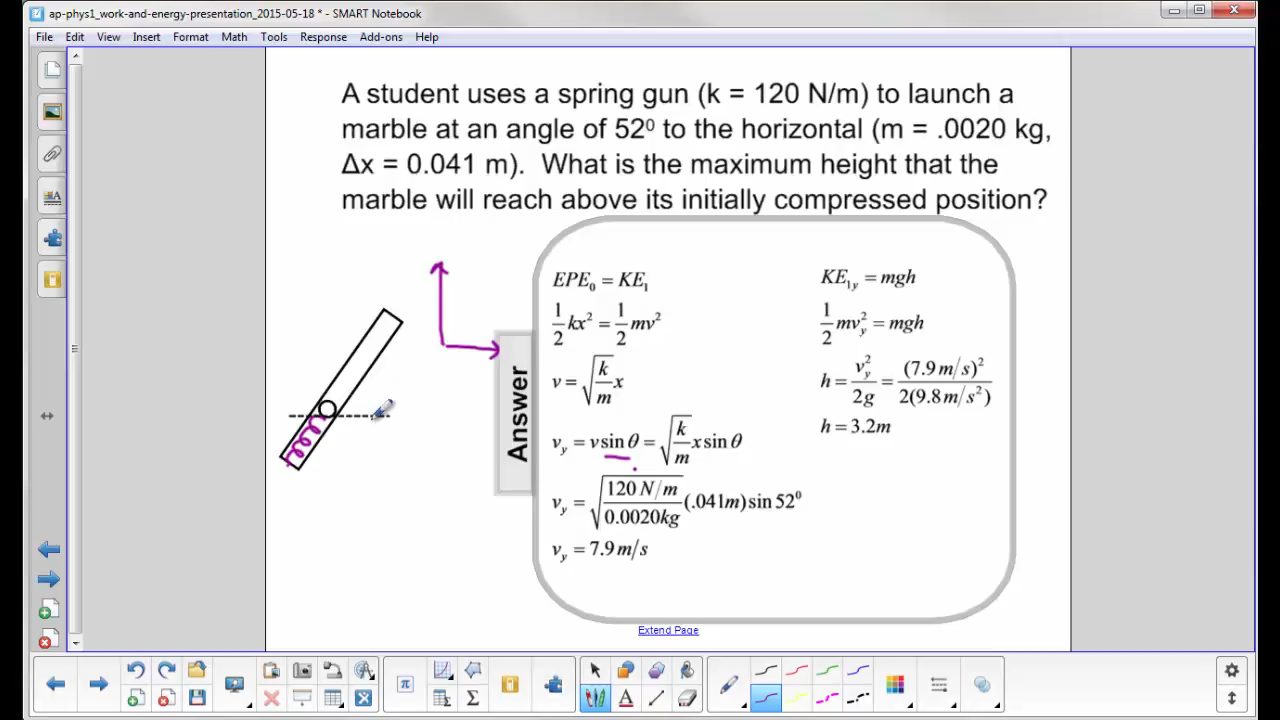 ap-phys1_work-and-energy-presentation_2015-05-18 * - SMART Notebook
File Edit View Insert Format Math Tools Response Add-ons Help
A student uses a spring gun (k = 120 N/m) to launch a
marble at an angle of 52⁰ to the horizontal (m = .0020 kg,
Δx = 0.041 m). What is the maximum height that the
marble will reach above its initially compressed position?
Answer
EPE₀ = KE₁
1/2 kx² = 1/2 mv²
v = √(k/m) x
v_y = v sin θ = √(k/m) x sin θ
v_y = √(120 N/m / 0.0020kg) (.041m) sin 52⁰
v_y = 7.9 m/s
KE₁y = mgh
1/2 mv_y² = mgh
h = v_y²/2g = (7.9 m/s)²/2(9.8 m/s²)
h = 3.2m
Extend Page